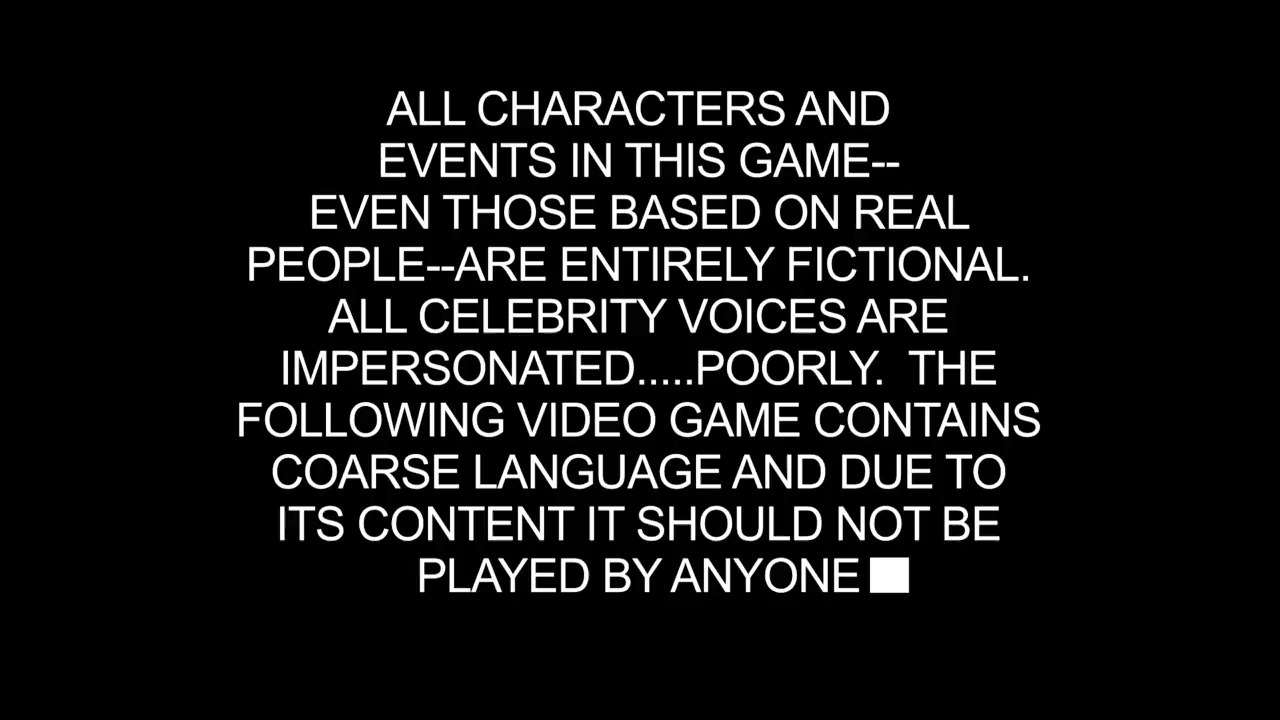 ALL CHARACTERS AND
EVENTS IN THIS GAME--
EVEN THOSE BASED ON REAL
PEOPLE--ARE ENTIRELY FICTIONAL.
ALL CELEBRITY VOICES ARE
IMPERSONATED.....POORLY.  THE
FOLLOWING VIDEO GAME CONTAINS
COARSE LANGUAGE AND DUE TO
ITS CONTENT IT SHOULD NOT BE
PLAYED BY ANYONE ■